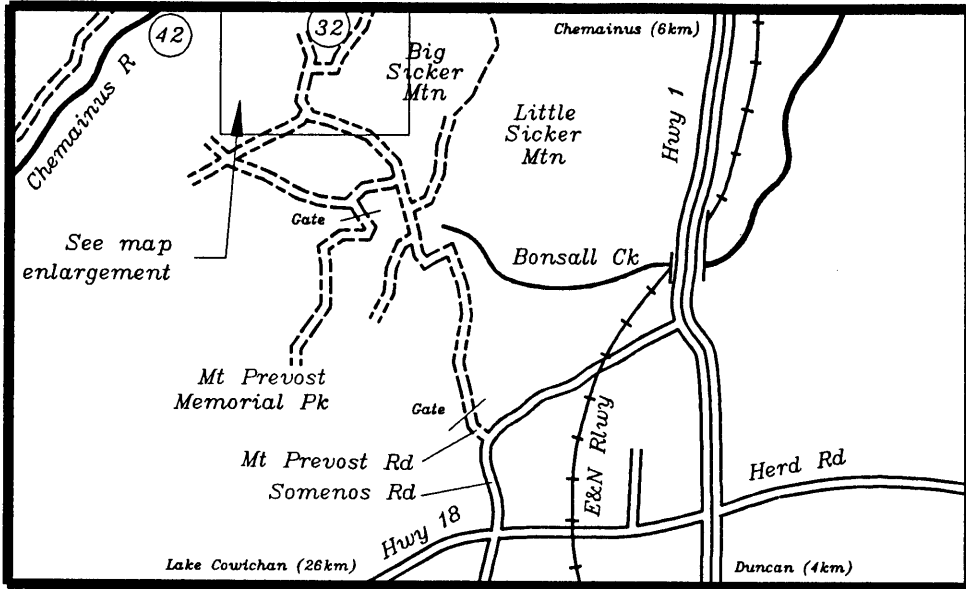 42
32
Chemainus (6km)
Chemainus R
Big
Sicker
Mtn
Little
Sicker
Mtn
Hwy 1
Gate
See map
enlargement
Bonsall Ck
Mt Prevost
Memorial Pk
Gate
Mt Prevost Rd
Somenos Rd
E&N Rlwy
Herd Rd
Hwy 18
Lake Cowichan (26km)
Duncan (4km)